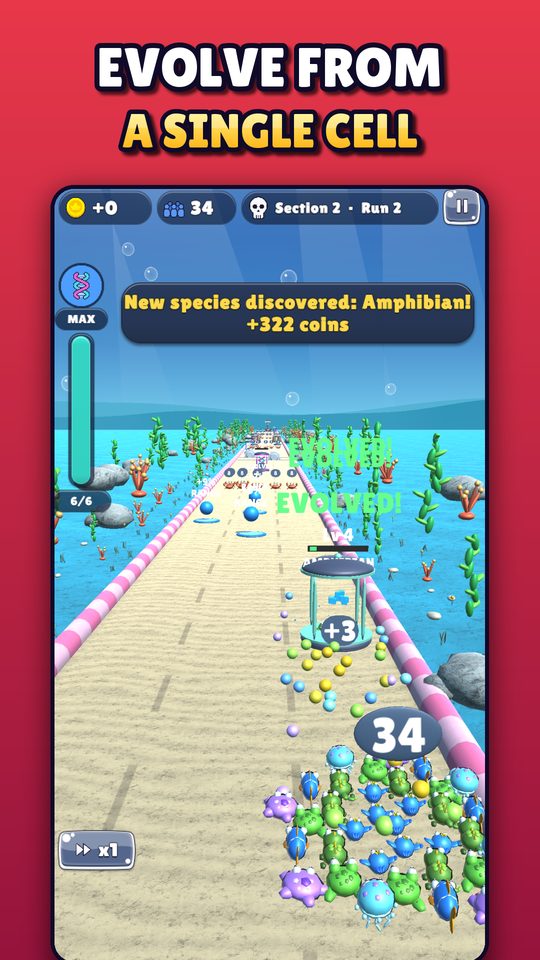 EVOLVE FROM
A SINGLE CELL
+0
34
Section 2 · Run 2
MAX
New species discovered: Amphibian!
+322 coins
6/6
EVOLVED!
EVOLVED!
+3
34
x1